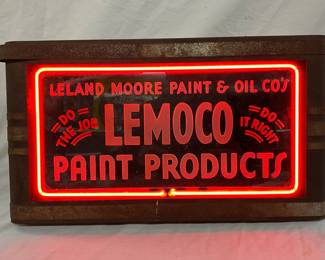 LELAND MOORE PAINT & OIL CO'S
DO THE JOB
LEMOCO
DO IT RIGHT
PAINT PRODUCTS